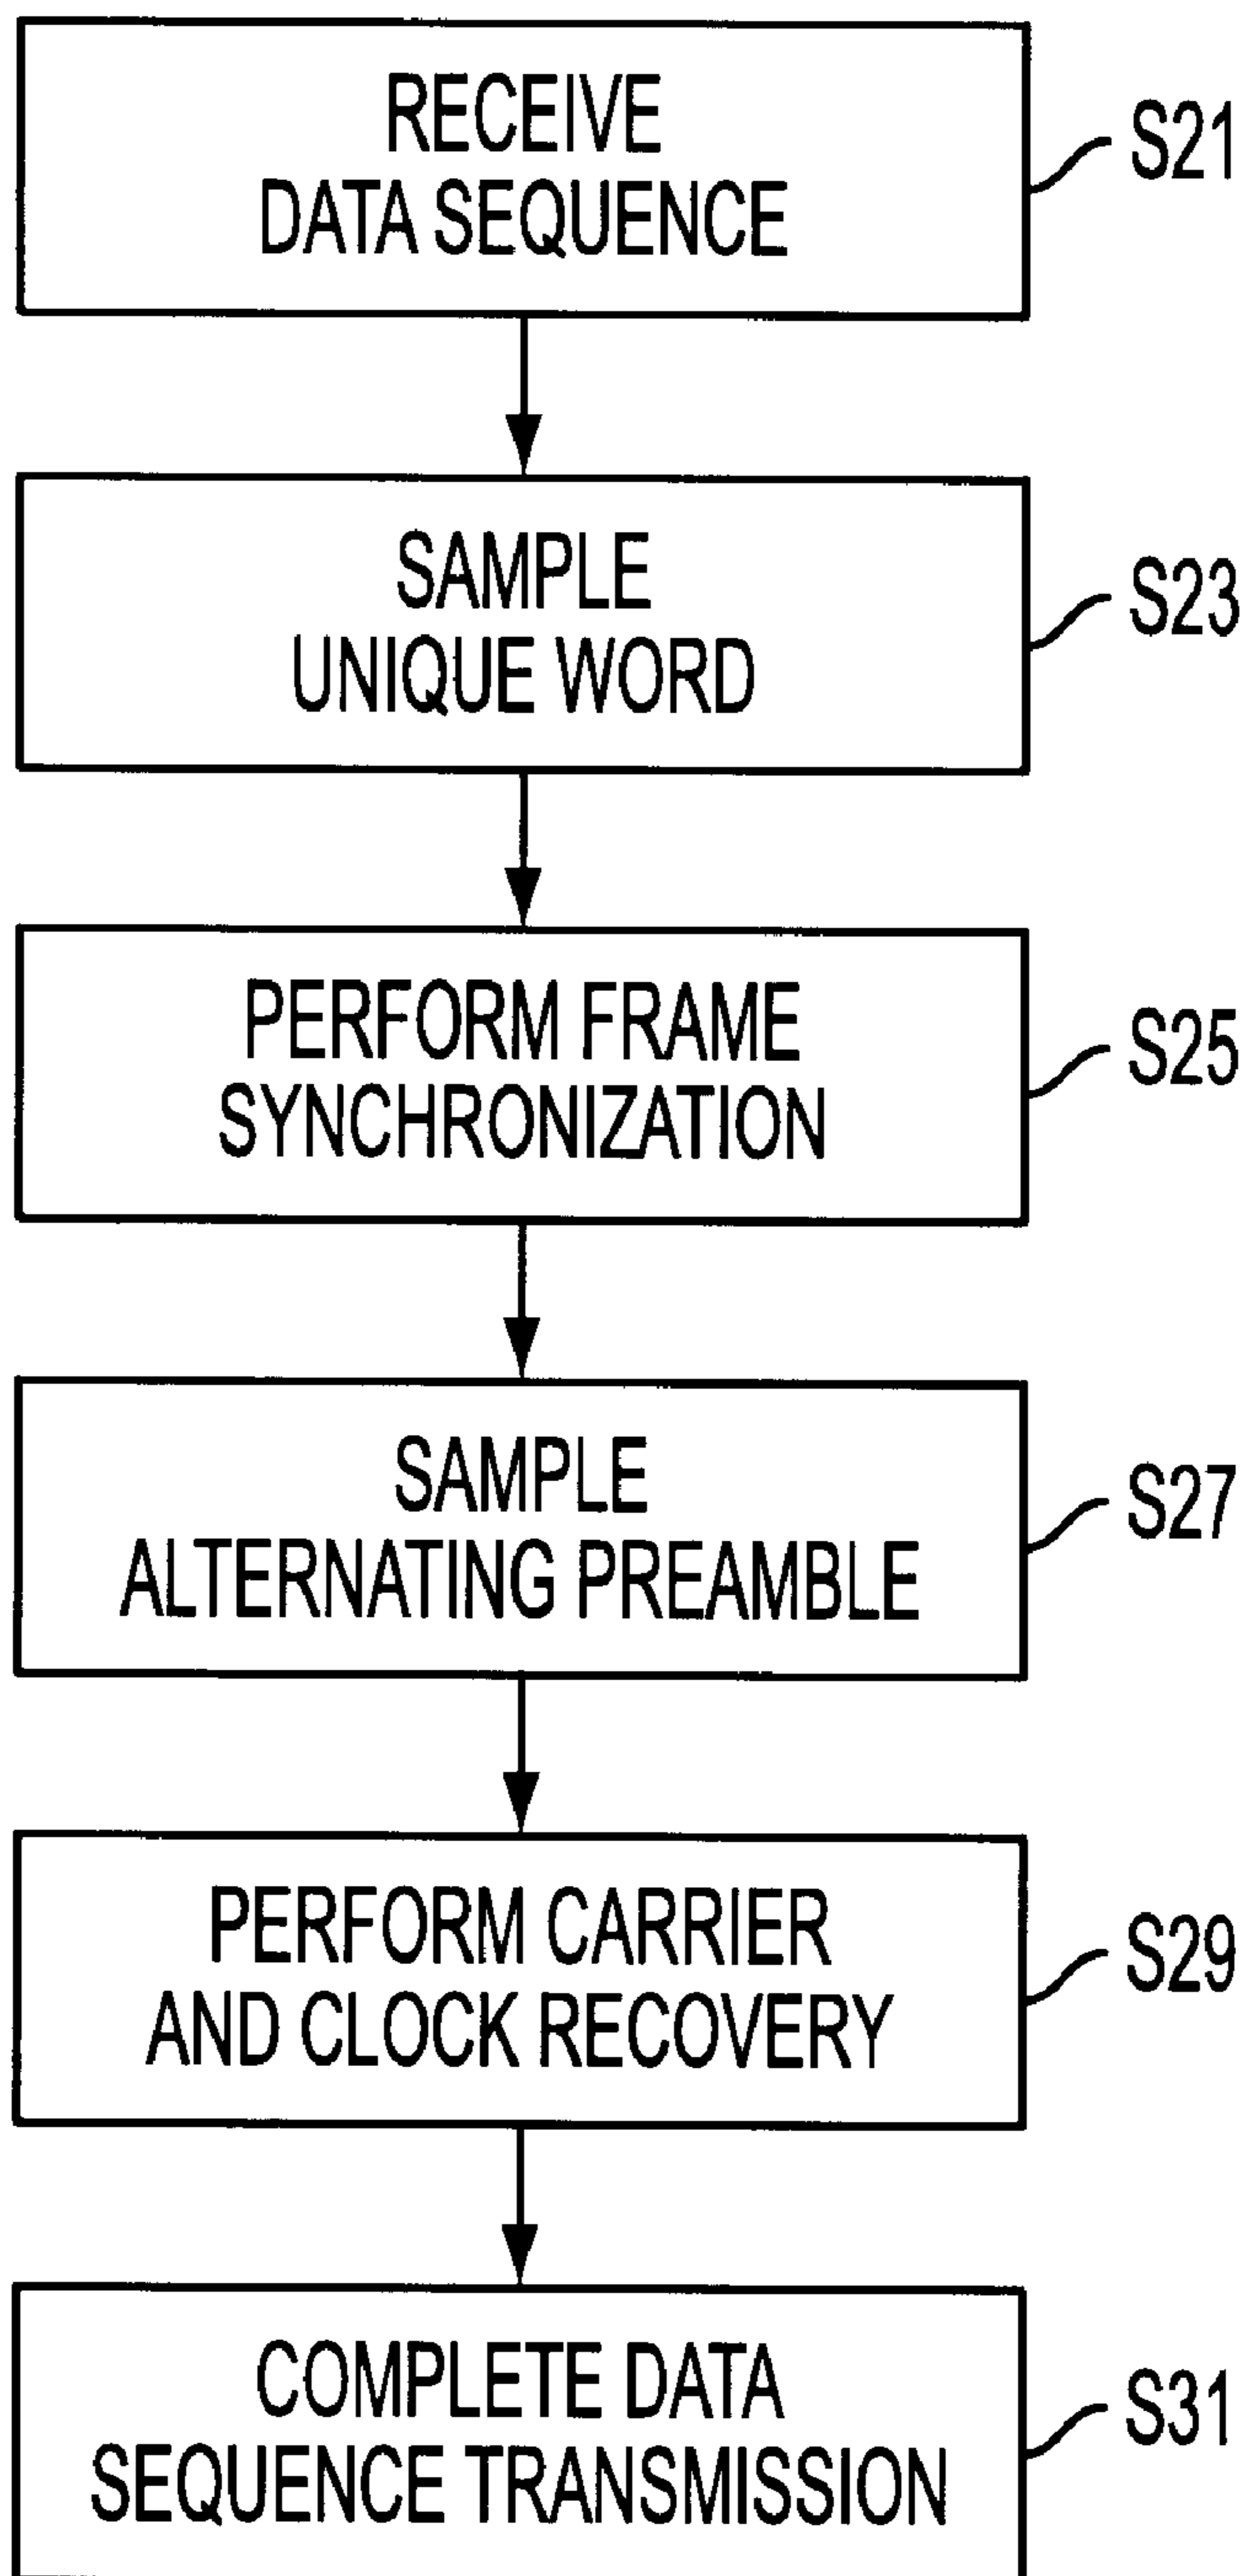 RECEIVE
DATA SEQUENCE
S21
SAMPLE
UNIQUE WORD
S23
PERFORM FRAME
SYNCHRONIZATION
S25
SAMPLE
ALTERNATING PREAMBLE
S27
PERFORM CARRIER
AND CLOCK RECOVERY
S29
COMPLETE DATA
SEQUENCE TRANSMISSION
S31